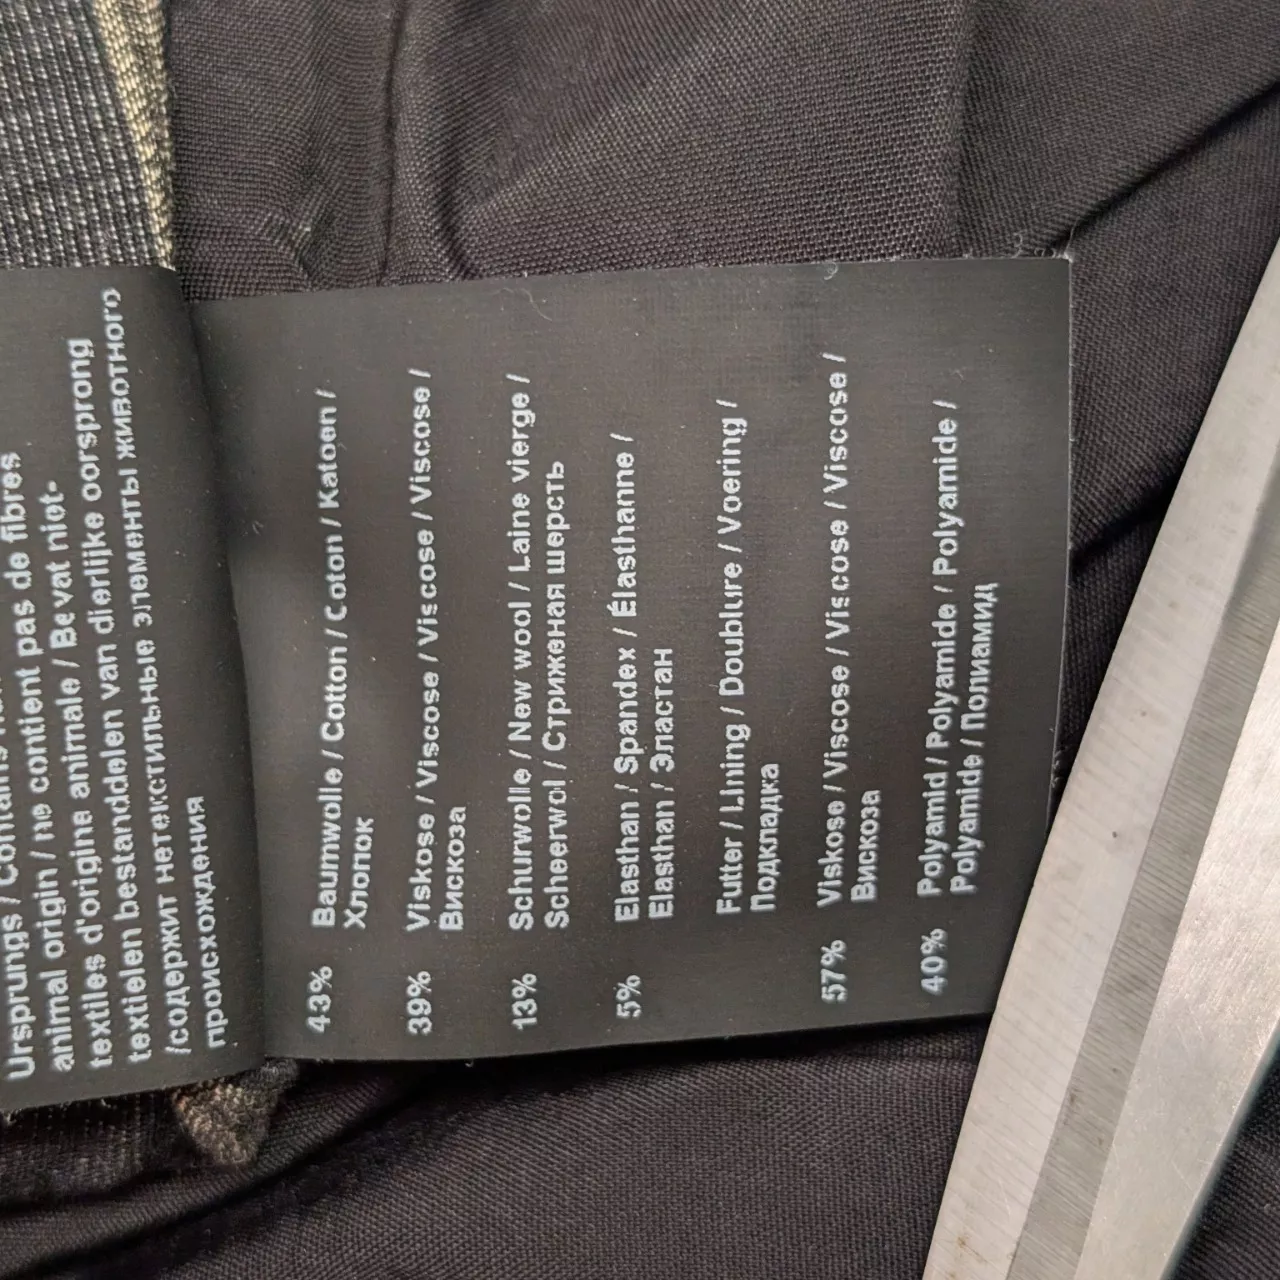 Ursprungs / Contains
animal origin / ne contient pas de fibres
textiles d'origine animale / Bevat niet-
textielen bestanddelen van dierlijke oorsprong
/содержит нетекстильные элементы животного
происхождения
43% Baumwolle / Cotton / Coton / Katoen /
Хлопок
39% Viskose / Viscose / Viscose / Viscose /
Вискоза
13% Schurwolle / New wool / Laine vierge /
Scheerwol / Стриженая шерсть
5% Elasthan / Spandex / Élasthanne /
Elasthan / Эластан
Futter / Lining / Doublure / Voering /
Подкладка
57% Viskose / Viscose / Viscose / Viscose /
Вискоза
40% Polyamid / Polyamide / Polyamide /
Polyamide / Полиамид